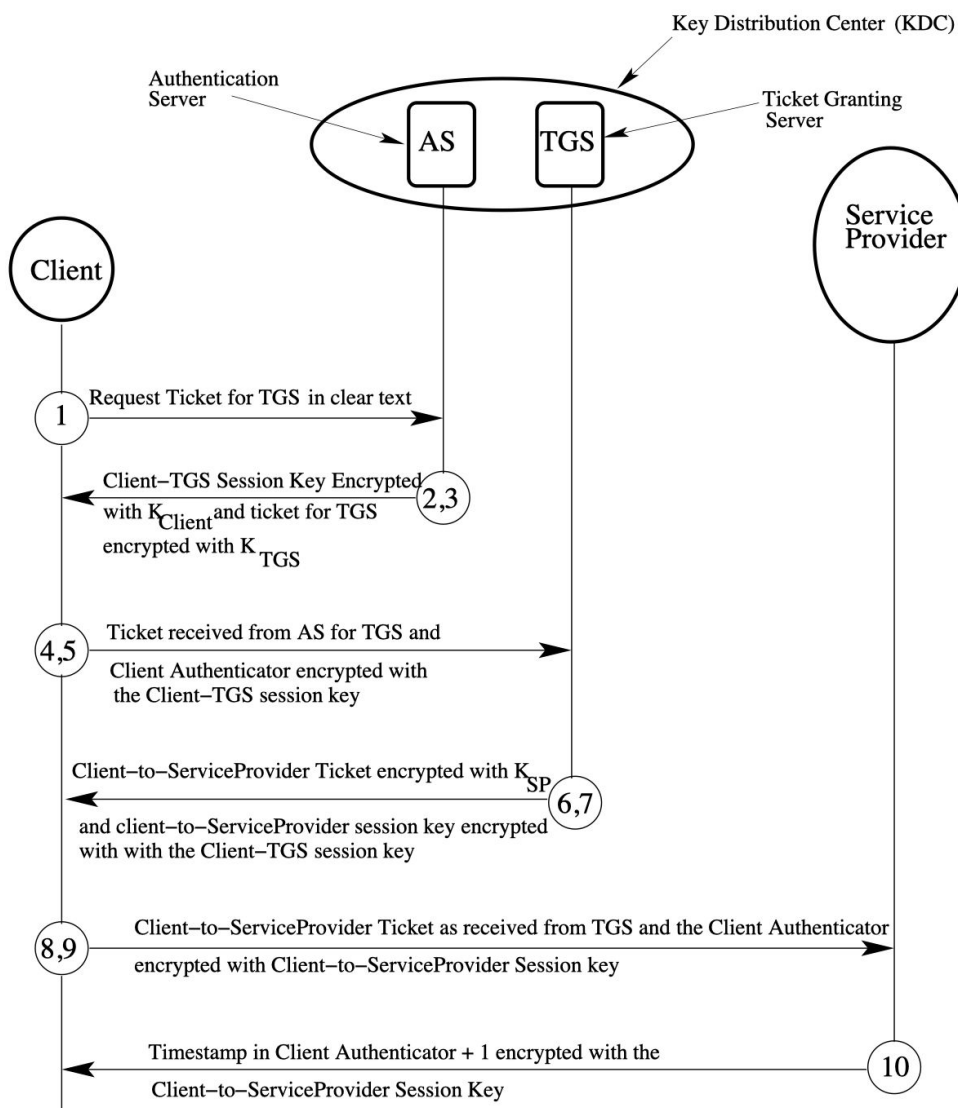 Key Distribution Center (KDC)
Authentication
Server
Ticket Granting
Server
AS
TGS
Service
Provider
Client
Request Ticket for TGS in clear text
1
Client-TGS Session Key Encrypted
2,3
with K Client and ticket for TGS
encrypted with K TGS
Ticket received from AS for TGS and
4,5
Client Authenticator encrypted with
the Client-TGS session key
Client-to-ServiceProvider Ticket encrypted with K SP
6,7
and client-to-ServiceProvider session key encrypted
with with the Client-TGS session key
Client-to-ServiceProvider Ticket as received from TGS and the Client Authenticator
8,9
encrypted with Client-to-ServiceProvider Session key
Timestamp in Client Authenticator + 1 encrypted with the
10
Client-to-ServiceProvider Session Key